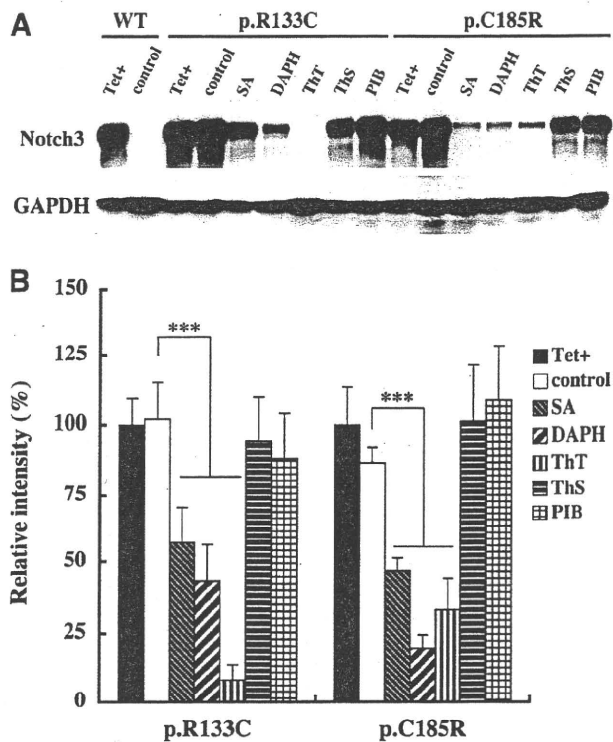 A
WT p.R133C p.C185R
Tet+ control Tet+ control SA DAPH ThT ThS PIB Tet+ control SA DAPH ThT ThS PIB
Notch3
GAPDH
B
Relative intensity (%)
150
125
100
75
50
25
0
***
***
Tet+
control
SA
DAPH
ThT
ThS
PIB
p.R133C p.C185R